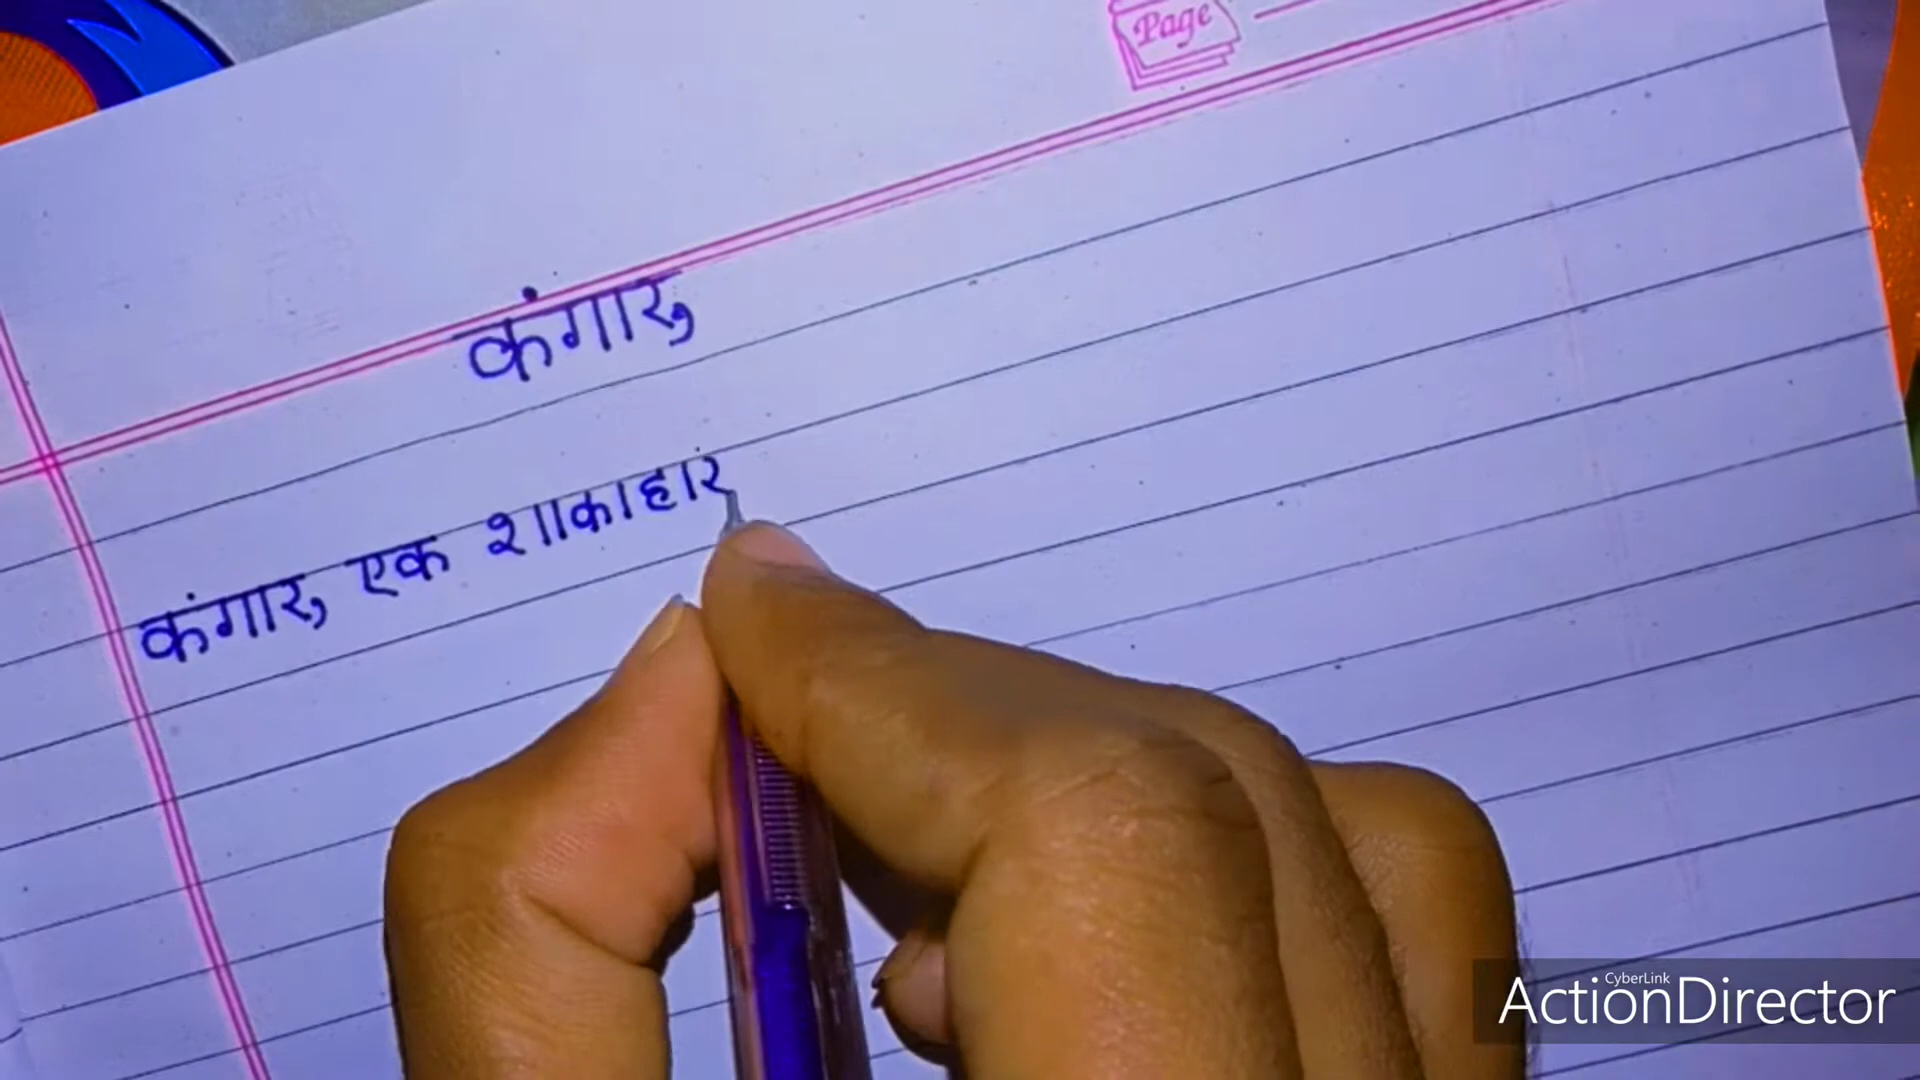 Page
कंगारु
कंगारु एक शाकाहार
CyberLink
ActionDirector